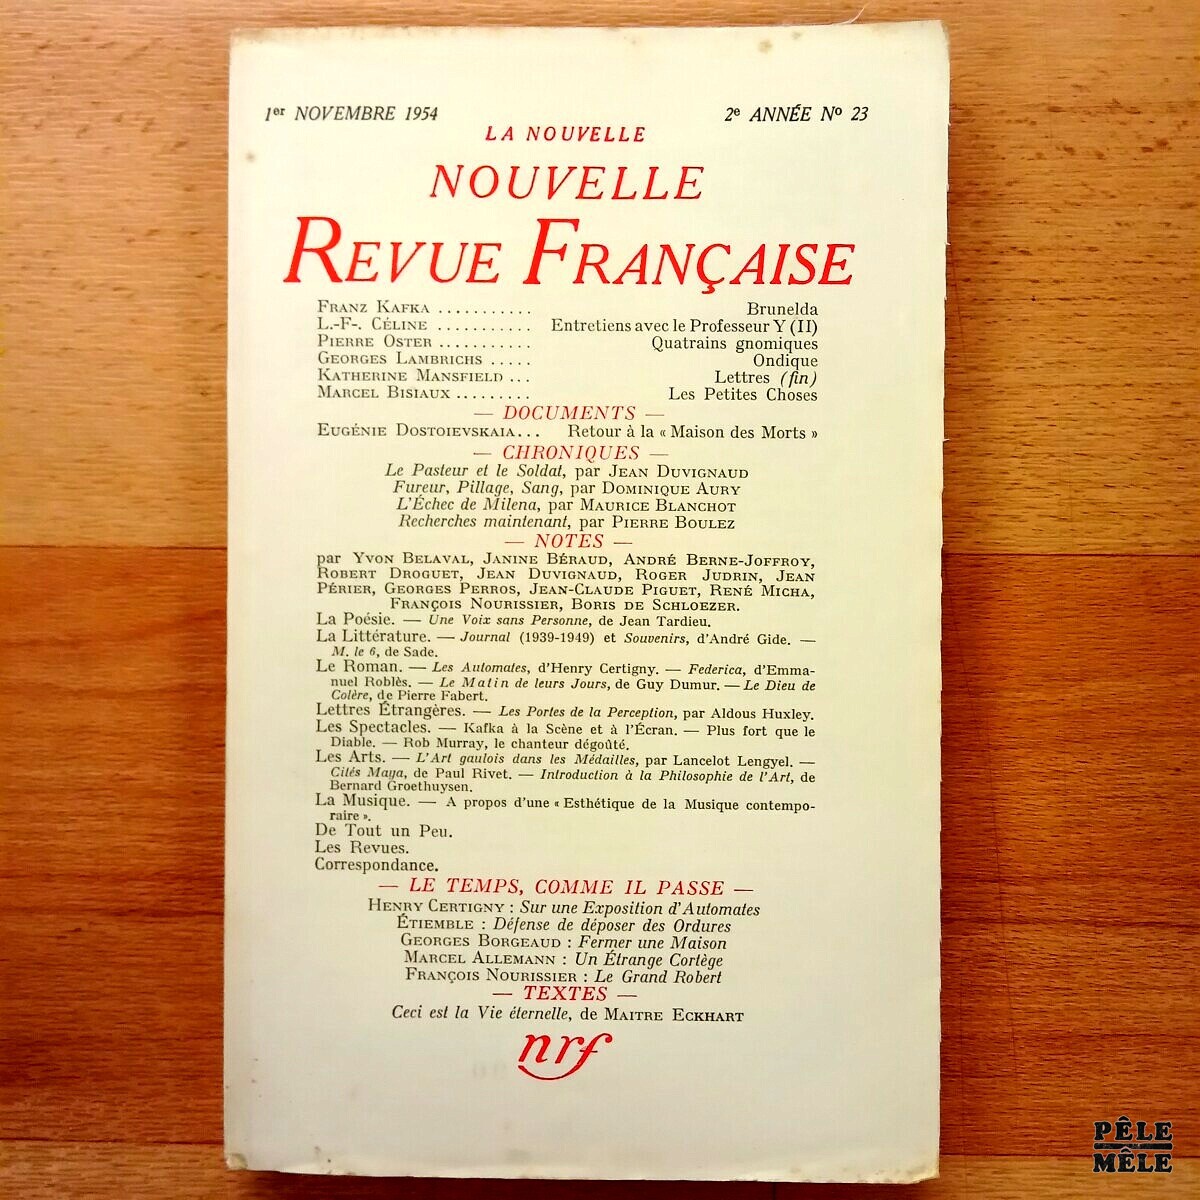 1er NOVEMBRE 1954 2e ANNÉE No 23
LA NOUVELLE
NOUVELLE
REVUE FRANÇAISE
FRANZ KAFKA ........... Brunelda
L.-F-. CÉLINE ........... Entretiens avec le Professeur Y (II)
PIERRE OSTER ........... Quatrains gnomiques
GEORGES LAMBRICHS ..... Ondique
KATHERINE MANSFIELD ... Lettres (fin)
MARCEL BISIAUX ......... Les Petites Choses
— DOCUMENTS —
EUGÉNIE DOSTOIEVSKAIA... Retour à la « Maison des Morts »
— CHRONIQUES —
Le Pasteur et le Soldat, par JEAN DUVIGNAUD
Fureur, Pillage, Sang, par DOMINIQUE AURY
L'Échec de Milena, par MAURICE BLANCHOT
Recherches maintenant, par PIERRE BOULEZ
— NOTES —
par YVON BELAVAL, JANINE BÉRAUD, ANDRÉ BERNE-JOFFROY,
ROBERT DROGUET, JEAN DUVIGNAUD, ROGER JUDRIN, JEAN
PÉRIER, GEORGES PERROS, JEAN-CLAUDE PIGUET, RENÉ MICHA,
FRANÇOIS NOURISSIER, BORIS DE SCHLOEZER.
La Poésie. — Une Voix sans Personne, de Jean Tardieu.
La Littérature. — Journal (1939-1949) et Souvenirs, d'André Gide. —
M. le 6, de Sade.
Le Roman. — Les Automates, d'Henry Certigny. — Federica, d'Emma-
nuel Roblès. — Le Matin de leurs Jours, de Guy Dumur. — Le Dieu de
Colère, de Pierre Fabert.
Lettres Étrangères. — Les Portes de la Perception, par Aldous Huxley.
Les Spectacles. — Kafka à la Scène et à l'Écran. — Plus fort que le
Diable. — Rob Murray, le chanteur dégoûté.
Les Arts. — L'Art gaulois dans les Médailles, par Lancelot Lengyel. —
Cités Maya, de Paul Rivet. — Introduction à la Philosophie de l'Art, de
Bernard Groethuysen.
La Musique. — A propos d'une « Esthétique de la Musique contempo-
raire ».
De Tout un Peu.
Les Revues.
Correspondance.
— LE TEMPS, COMME IL PASSE —
HENRY CERTIGNY : Sur une Exposition d'Automates
ÉTIEMBLE : Défense de déposer des Ordures
GEORGES BORGEAUD : Fermer une Maison
MARCEL ALLEMANN : Un Étrange Cortège
FRANÇOIS NOURISSIER : Le Grand Robert
— TEXTES —
Ceci est la Vie éternelle, de MAITRE ECKHART
nrf
PÊLE
MÊLE